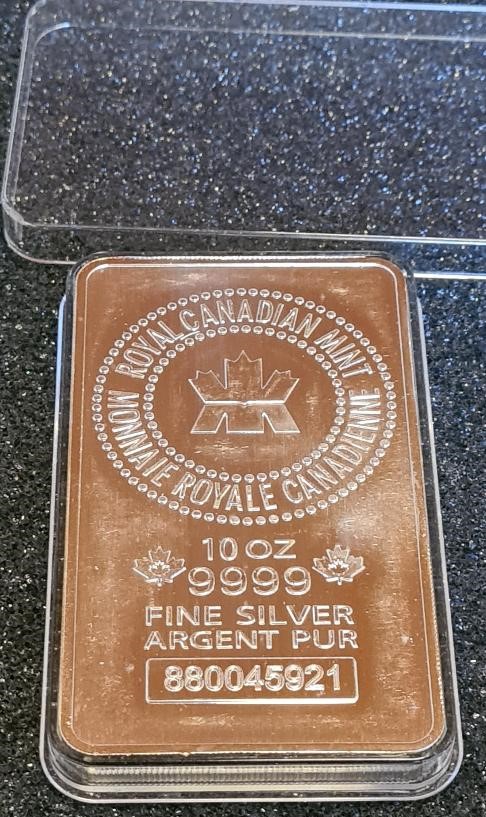 ROYAL CANADIAN MINT
MONNAIE ROYALE CANADIENNE
10 OZ
9999
FINE SILVER
ARGENT PUR
880045921